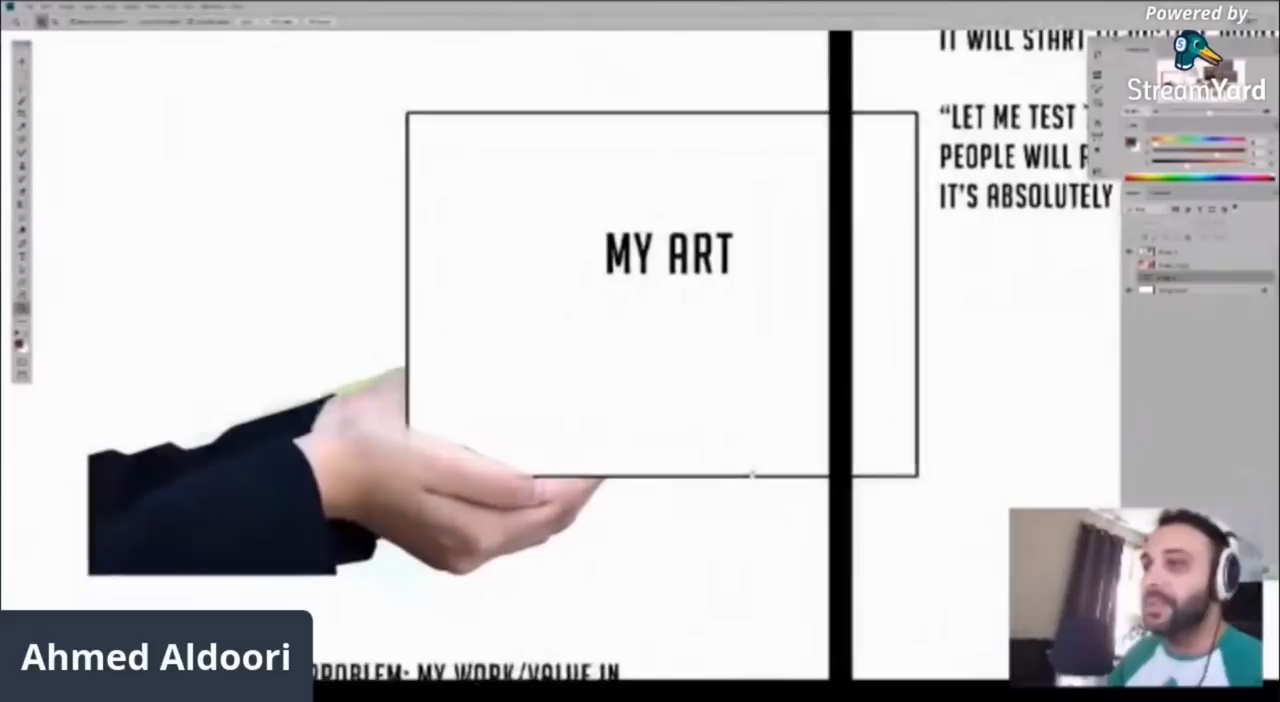 Powered by
StreamYard
IT WILL START
"LET ME TEST
PEOPLE WILL
IT'S ABSOLUTELY
MY ART
PROBLEM: MY WORK/VALUE IN
Ahmed Aldoori